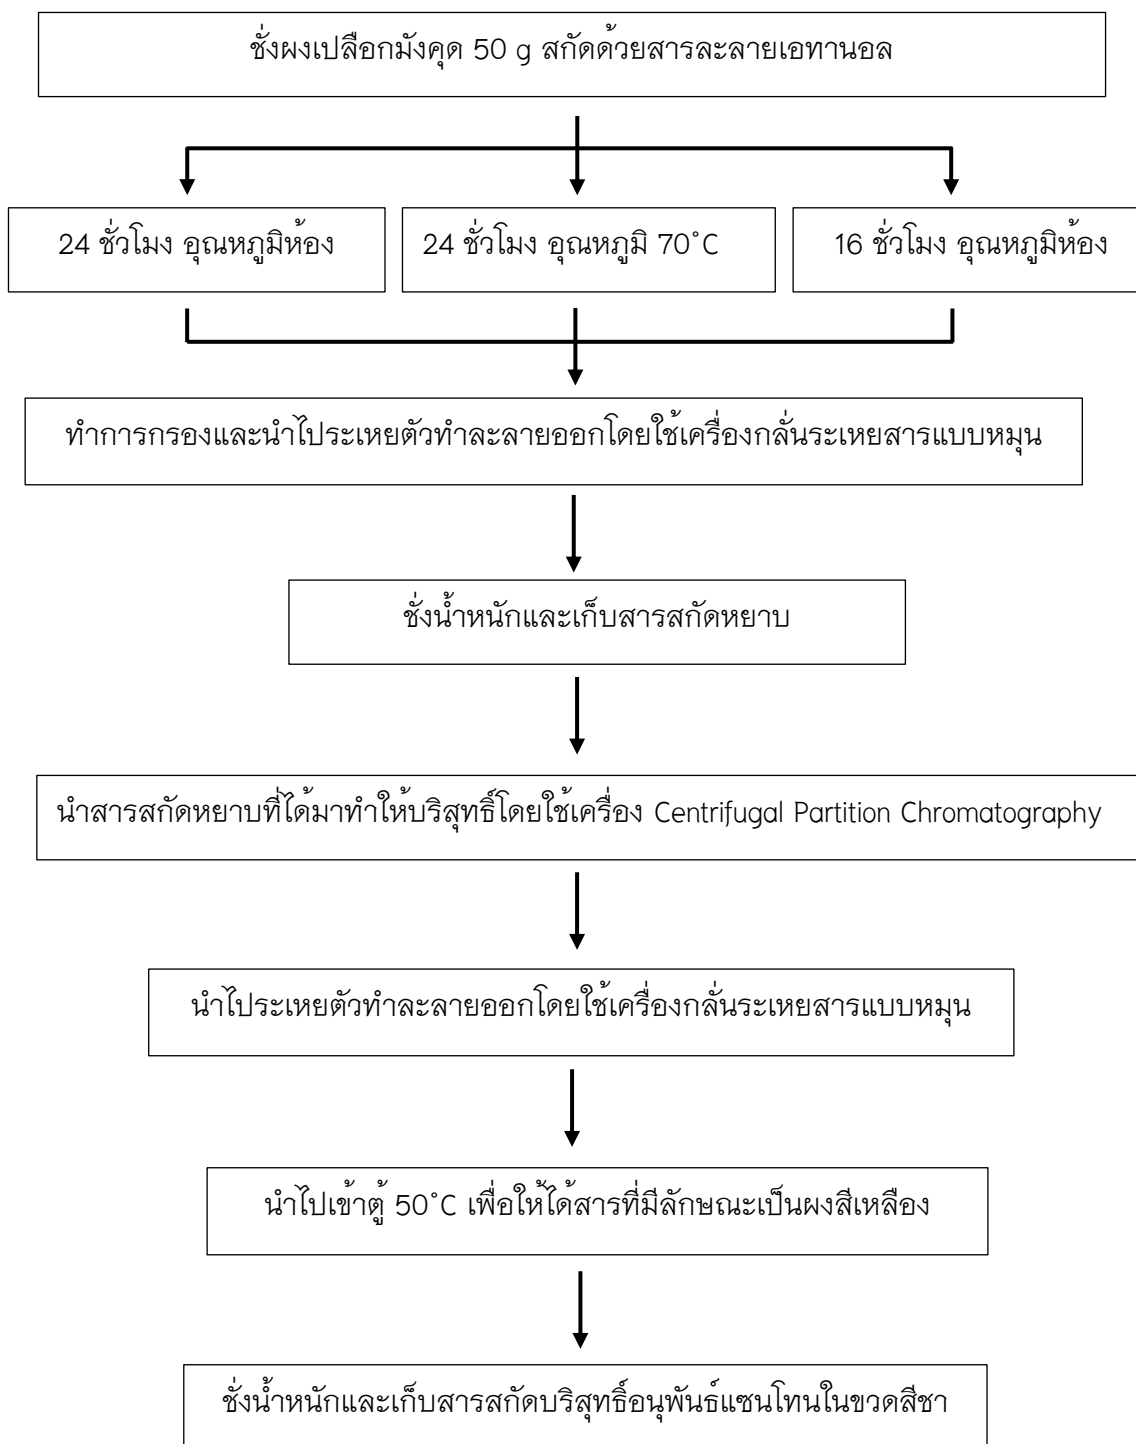 ชั่งผงเปลือกมังคุด 50 g สกัดด้วยสารละลายเอทานอล
24 ชั่วโมง อุณหภูมิห้อง
24 ชั่วโมง อุณหภูมิ 70°C
16 ชั่วโมง อุณหภูมิห้อง
ทำการกรองและนำไประเหยตัวทำละลายออกโดยใช้เครื่องกลั่นระเหยสารแบบหมุน
ชั่งน้ำหนักและเก็บสารสกัดหยาบ
นำสารสกัดหยาบที่ได้มาทำให้บริสุทธิ์โดยใช้เครื่อง Centrifugal Partition Chromatography
นำไประเหยตัวทำละลายออกโดยใช้เครื่องกลั่นระเหยสารแบบหมุน
นำไปเข้าตู้ 50°C เพื่อให้ได้สารที่มีลักษณะเป็นผงสีเหลือง
ชั่งน้ำหนักและเก็บสารสกัดบริสุทธิ์อนุพันธ์แซนโทนในขวดสีชา